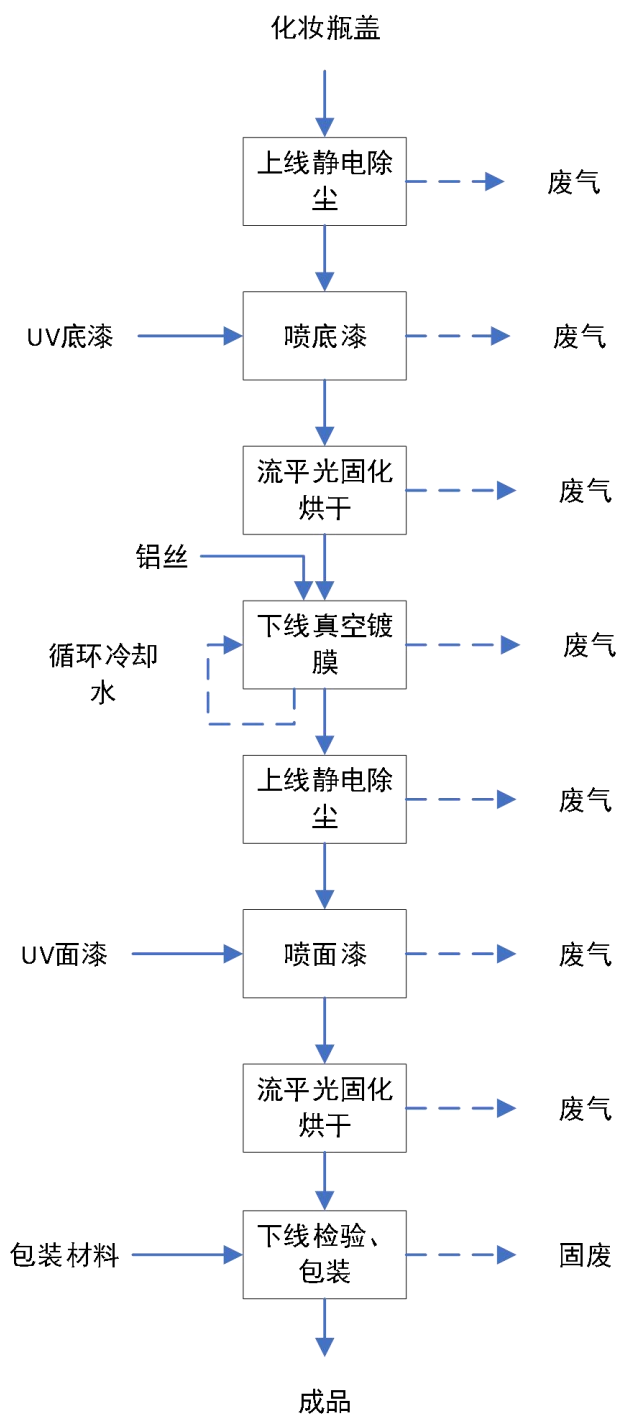 化妆瓶盖
上线静电除
尘
废气
UV底漆
喷底漆
废气
流平光固化
烘干
废气
铝丝
下线真空镀
膜
废气
循环冷却
水
上线静电除
尘
废气
UV面漆
喷面漆
废气
流平光固化
烘干
废气
包装材料
下线检验、
包装
固废
成品